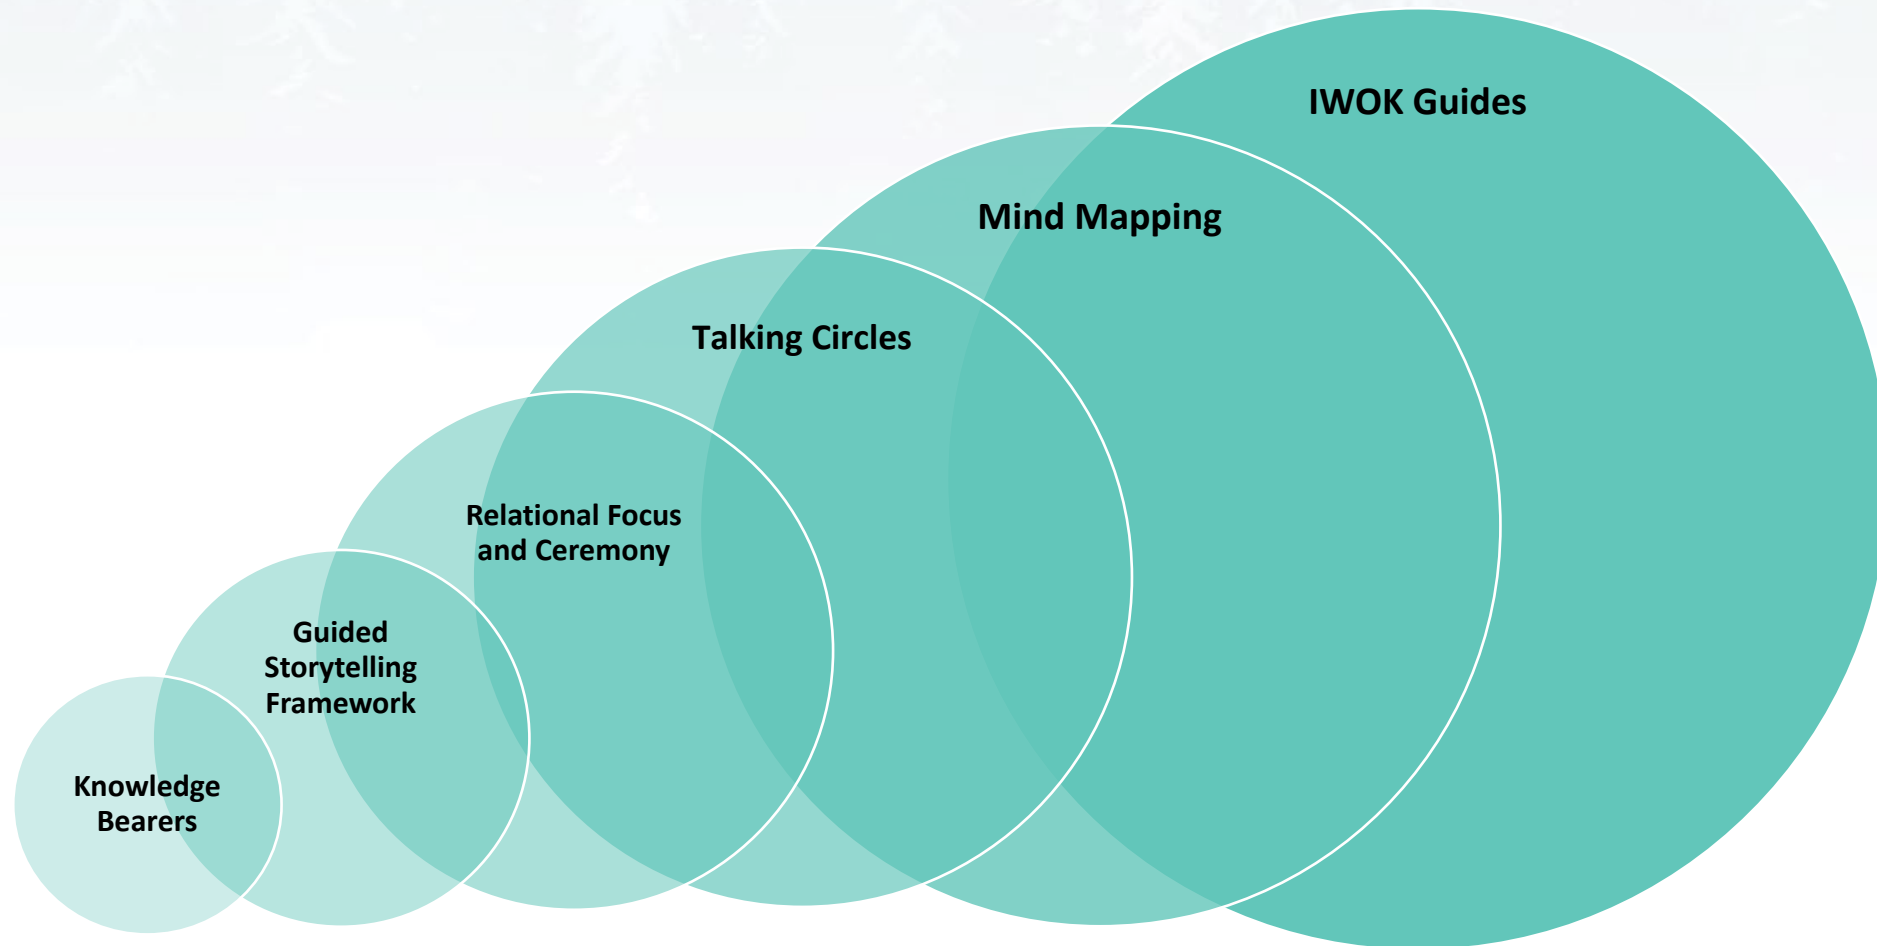 IWOK Guides
Mind Mapping
Talking Circles
Relational Focus
and Ceremony
Guided
Storytelling
Framework
Knowledge
Bearers